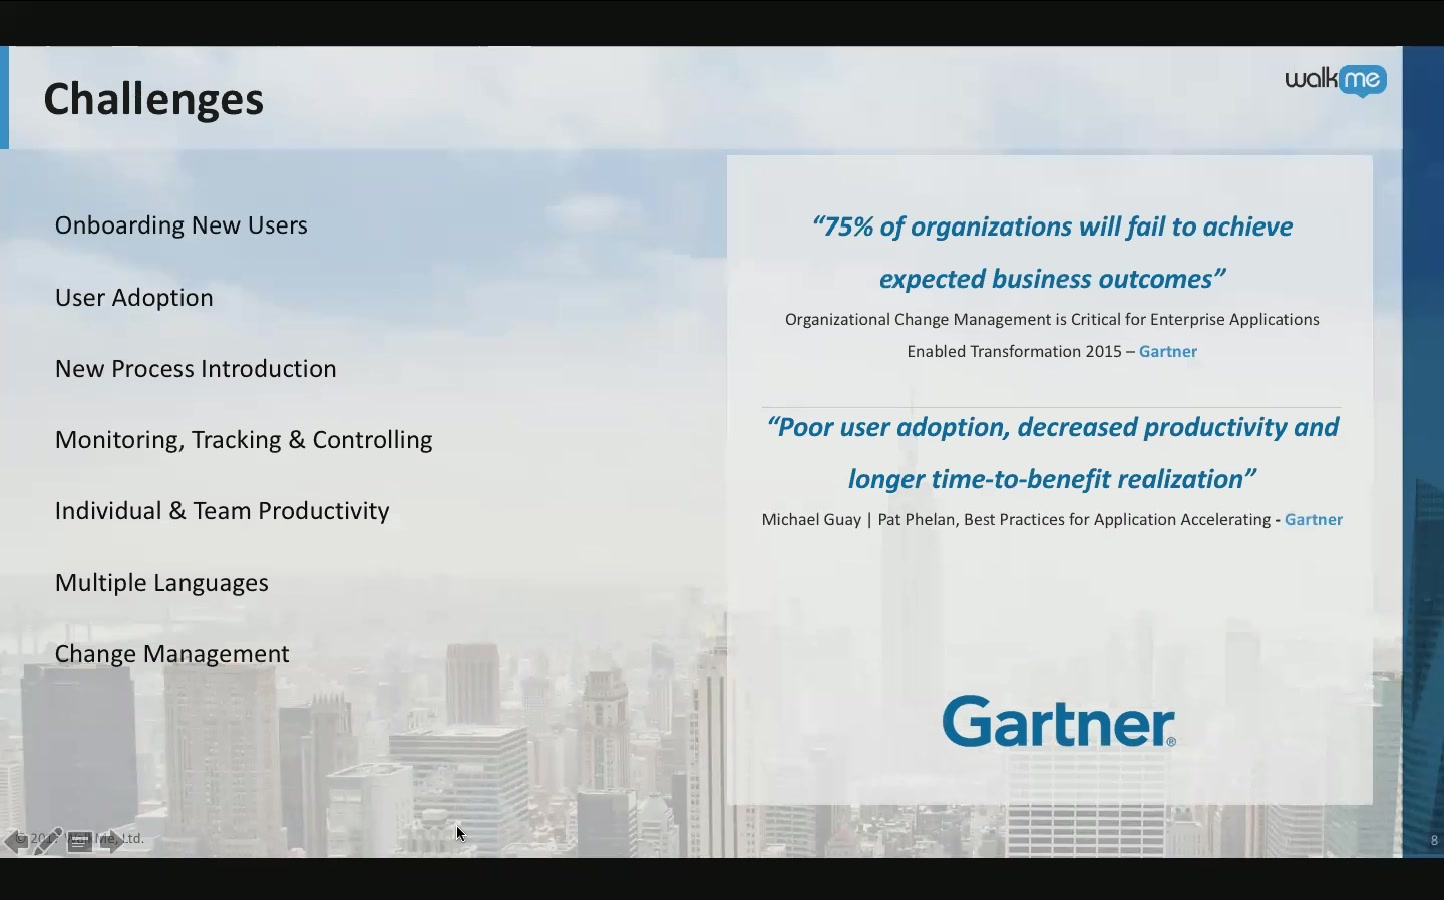 Challenges
walkme
Onboarding New Users
User Adoption
New Process Introduction
Monitoring, Tracking & Controlling
Individual & Team Productivity
Multiple Languages
Change Management
“75% of organizations will fail to achieve
expected business outcomes”
Organizational Change Management is Critical for Enterprise Applications
Enabled Transformation 2015 – Gartner
“Poor user adoption, decreased productivity and
longer time-to-benefit realization”
Michael Guay | Pat Phelan, Best Practices for Application Accelerating - Gartner
Gartner®
Ltd.
8